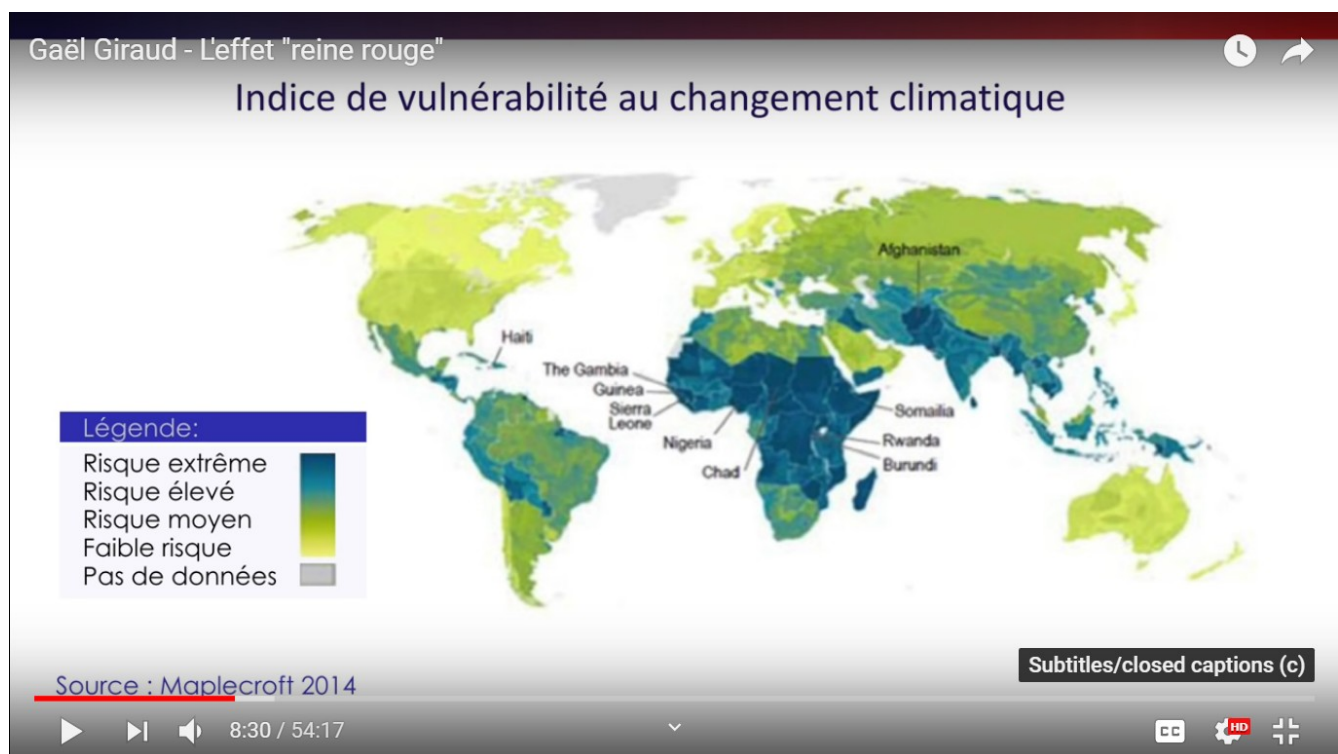 Gaël Giraud - L'effet "reine rouge"
Indice de vulnérabilité au changement climatique
Afghanistan
Haiti
The Gambia
Guinea
Sierra
Leone
Nigeria
Chad
Somailia
Rwanda
Burundi
Légende:
Risque extrême
Risque élevé
Risque moyen
Faible risque
Pas de données
Subtitles/closed captions (c)
Source : Maplecroft 2014
8:30 / 54:17
CC
HD